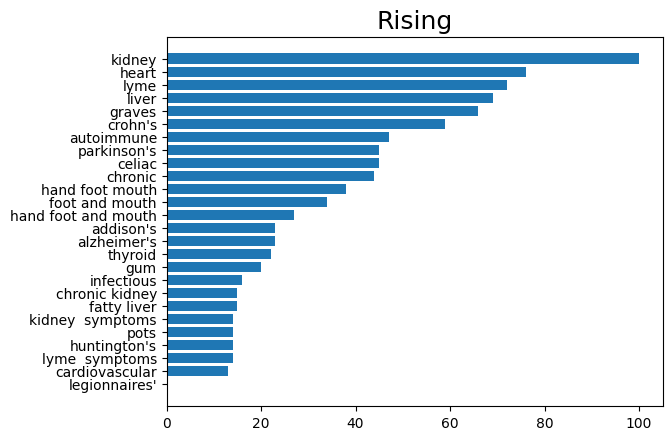 Rising
kidney
heart
lyme
liver
graves
crohn's
autoimmune
parkinson's
celiac
chronic
hand foot mouth
foot and mouth
hand foot and mouth
addison's
alzheimer's
thyroid
gum
infectious
chronic kidney
fatty liver
kidney  symptoms
pots
huntington's
lyme  symptoms
cardiovascular
legionnaires'
0 20 40 60 80 100